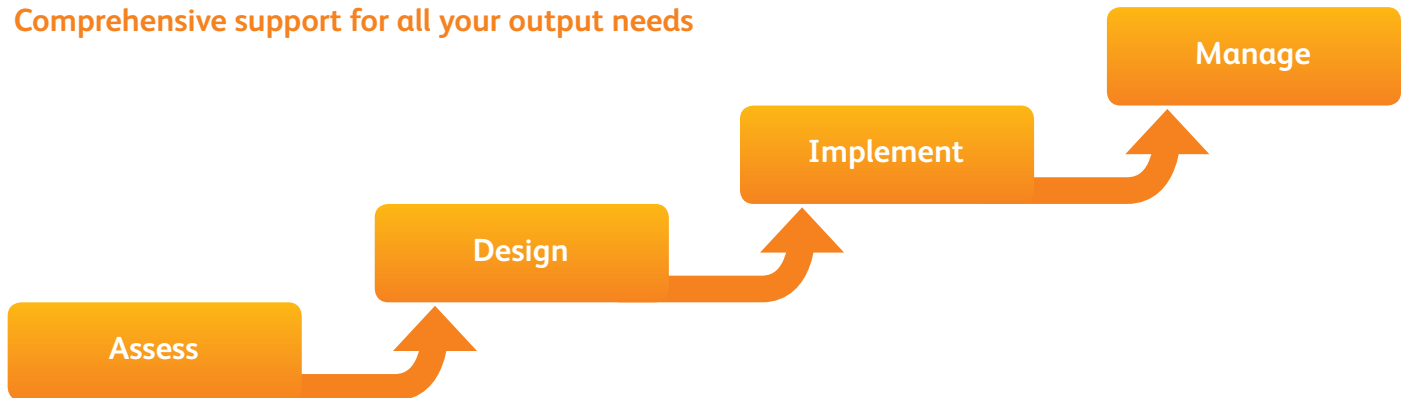 Comprehensive support for all your output needs
Manage
Implement
Design
Assess